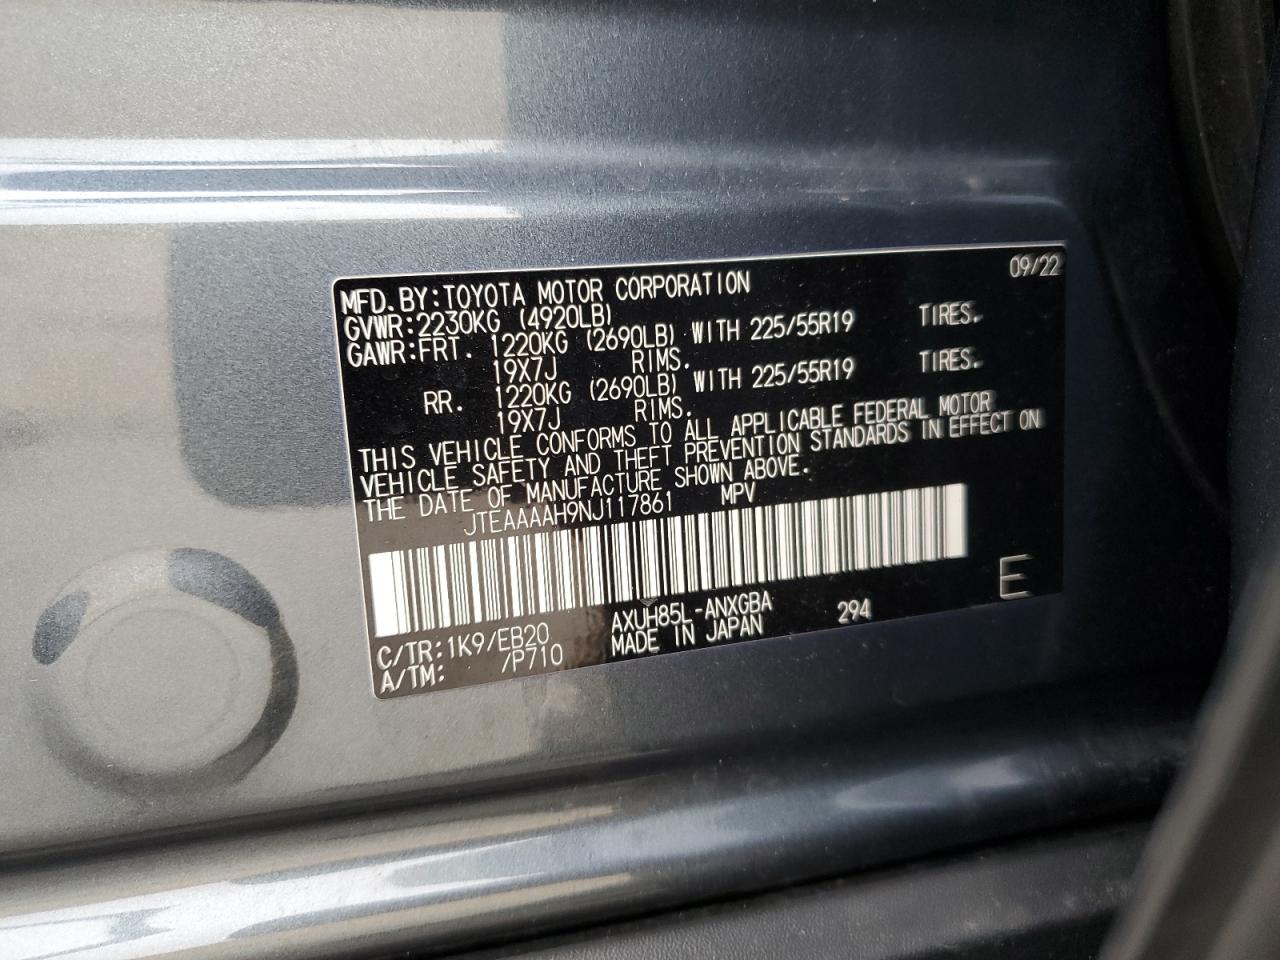 09/22
MFD. BY: TOYOTA MOTOR CORPORATION
GVWR: 2230KG (4920LB)
GAWR: FRT. 1220KG (2690LB) WITH 225/55R19 TIRES.
19X7J RIMS.
RR. 1220KG (2690LB) WITH 225/55R19 TIRES.
19X7J RIMS.
THIS VEHICLE CONFORMS TO ALL APPLICABLE FEDERAL MOTOR
VEHICLE SAFETY AND THEFT PREVENTION STANDARDS IN EFFECT ON
THE DATE OF MANUFACTURE SHOWN ABOVE.
JTEAAAAH9NJ117861 MPV
E
C/TR: 1K9/EB20 AXUH85L-ANXGBA 294
A/TM: /P710 MADE IN JAPAN